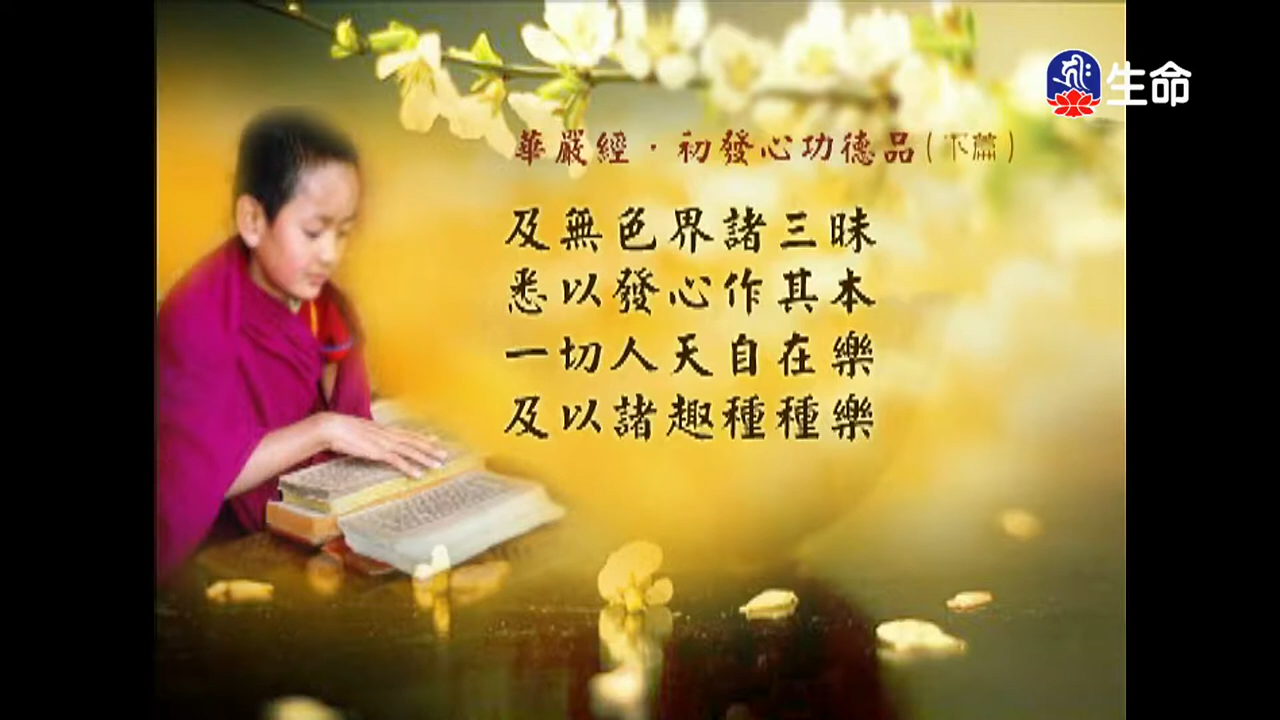 生命
華嚴經·初發心功德品(下篇)
及無色界諸三昧
悉以發心作其本
一切人天自在樂
及以諸趣種種樂